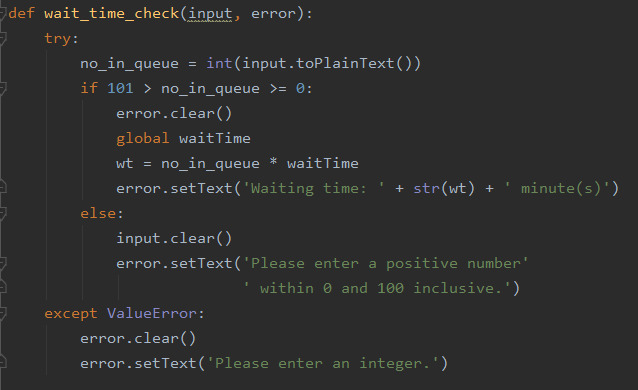 def wait_time_check(input, error):
    try:
        no_in_queue = int(input.toPlainText())
        if 101 > no_in_queue >= 0:
            error.clear()
            global waitTime
            wt = no_in_queue * waitTime
            error.setText('Waiting time: ' + str(wt) + ' minute(s)')
        else:
            input.clear()
            error.setText('Please enter a positive number'
                          ' within 0 and 100 inclusive.')
    except ValueError:
        error.clear()
        error.setText('Please enter an integer.')